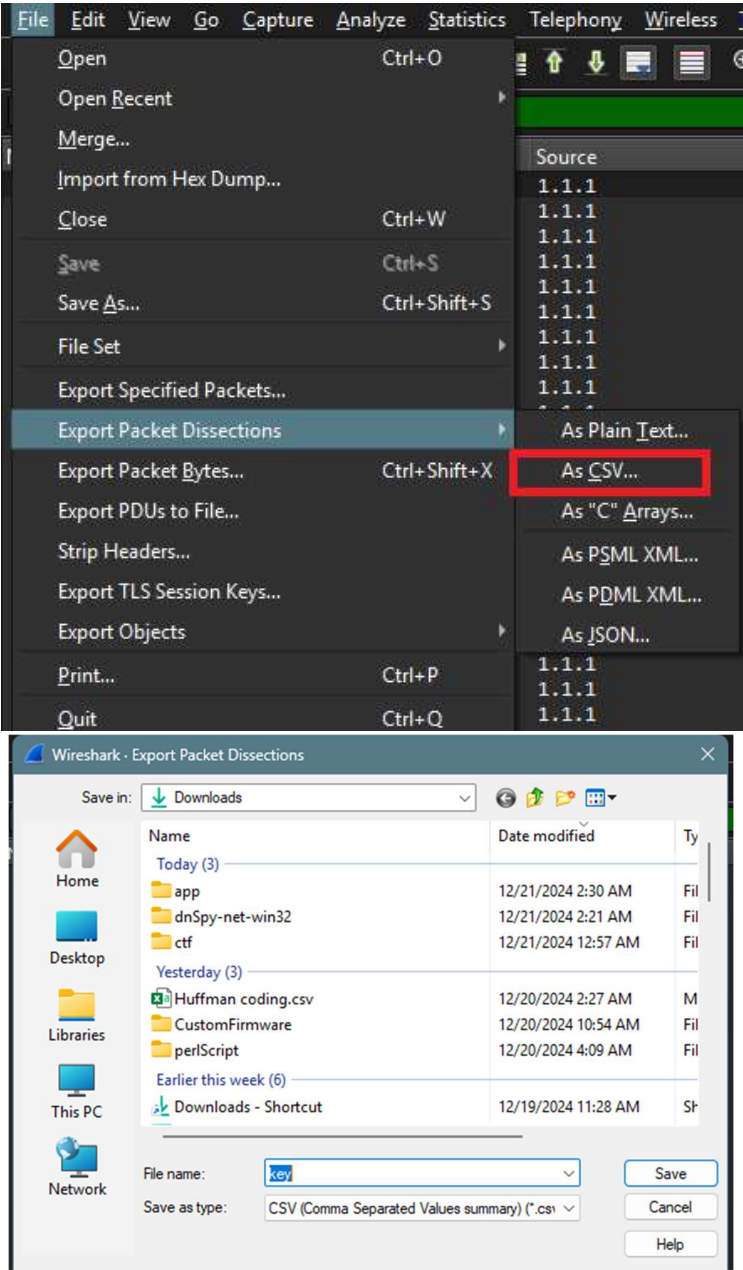 File Edit View Go Capture Analyze Statistics Telephony Wireless
Open Ctrl+O
Open Recent
Merge...
Import from Hex Dump...
Source
1.1.1
Close Ctrl+W
1.1.1
1.1.1
Save Ctrl+S
1.1.1
1.1.1
Save As... Ctrl+Shift+S
1.1.1
File Set
1.1.1
1.1.1
Export Specified Packets...
1.1.1
Export Packet Dissections
As Plain Text...
Export Packet Bytes... Ctrl+Shift+X
As CSV...
Export PDUs to File...
As "C" Arrays...
Strip Headers...
As PSML XML...
Export TLS Session Keys...
As PDML XML...
Export Objects
As JSON...
1.1.1
Print... Ctrl+P
1.1.1
Quit Ctrl+Q
1.1.1
Wireshark · Export Packet Dissections
Save in: Downloads
Name Date modified Ty
Today (3)
app 12/21/2024 2:30 AM Fil
dnSpy-net-win32 12/21/2024 2:21 AM Fil
ctf 12/21/2024 12:57 AM Fil
Yesterday (3)
Huffman coding.csv 12/20/2024 2:27 AM M
CustomFirmware 12/20/2024 10:54 AM Fil
perlScript 12/20/2024 4:09 AM Fil
Earlier this week (6)
Downloads - Shortcut 12/19/2024 11:28 AM Sh
Home
Desktop
Libraries
This PC
Network
File name: key Save
Save as type: CSV (Comma Separated Values summary) (*.csv Cancel
Help